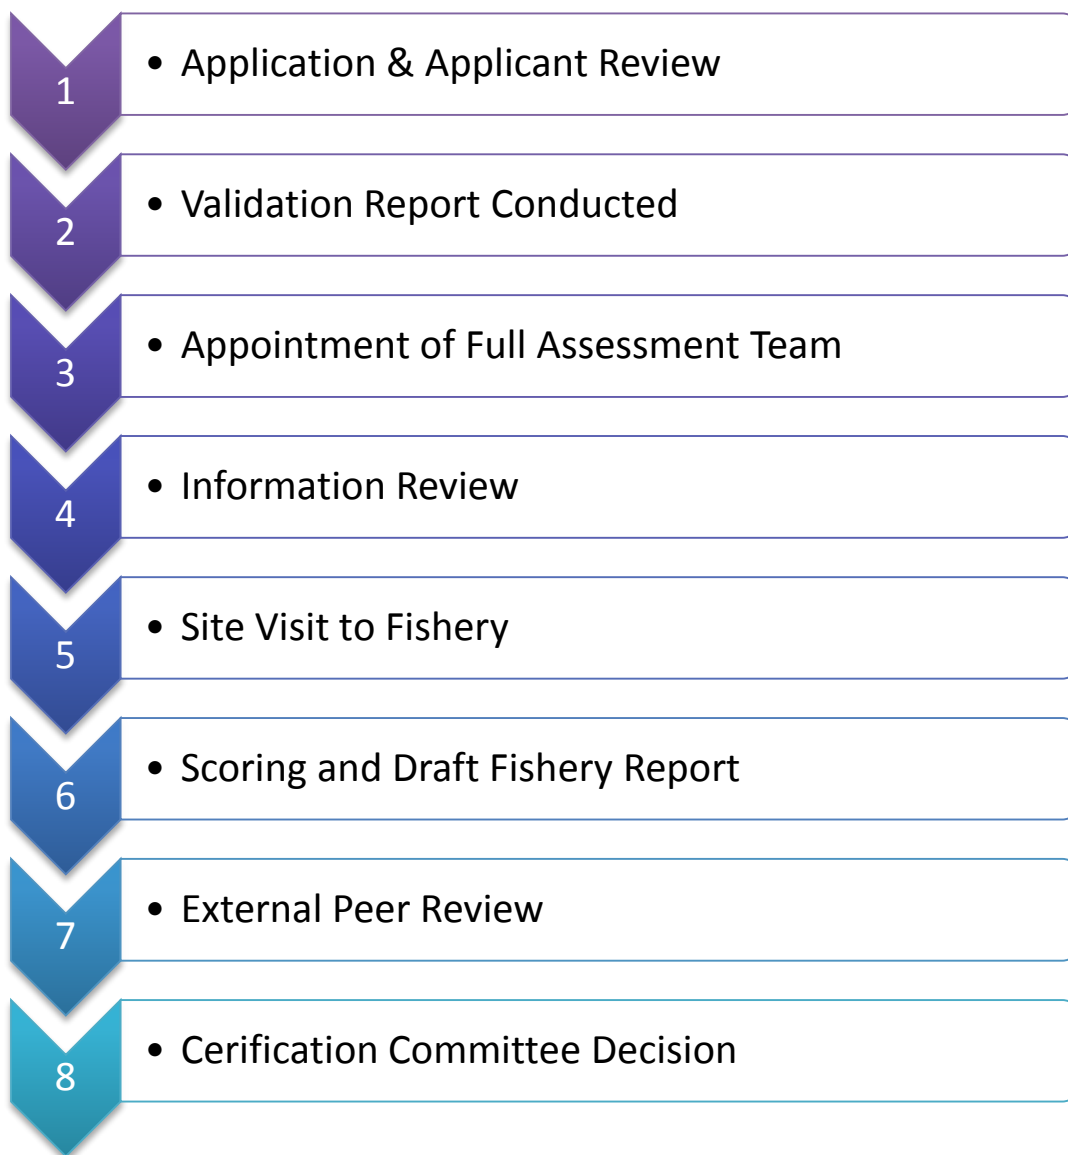 1
• Application & Applicant Review
2
• Validation Report Conducted
3
• Appointment of Full Assessment Team
4
• Information Review
5
• Site Visit to Fishery
6
• Scoring and Draft Fishery Report
7
• External Peer Review
8
• Cerification Committee Decision